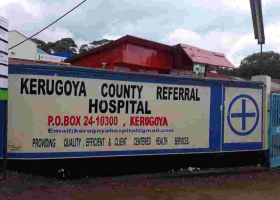 KERUGOYA COUNTY REFERRAL
HOSPITAL
P.O.BOX 24-10300 , KERUGOYA
Email;kerugoyahospital@gmail.com
PROVIDING QUALITY, EFFICIENT & CLIENT CENTERED HEALTH SERVICES.